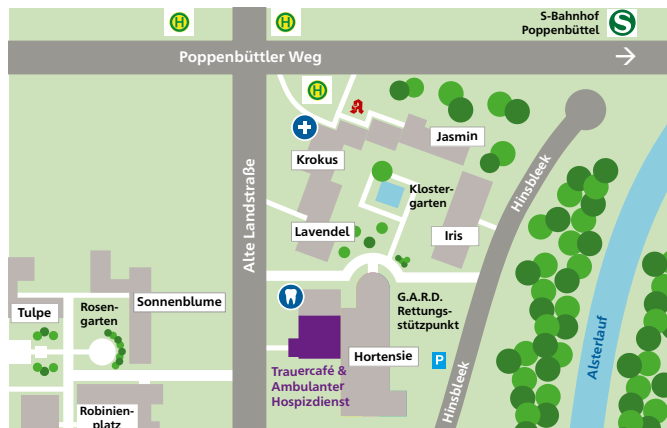 H
H
S-Bahnhof
Poppenbüttel
S
Poppenbüttler Weg
H
Jasmin
Krokus
Kloster-
garten
Hinsbleek
Alte Landstraße
Lavendel
Iris
Sonnenblume
Rosen-
garten
Tulpe
G.A.R.D.
Rettungs-
stützpunkt
Hortensie
P
Trauercafé &
Ambulanter
Hospizdienst
Hinsbleek
Alsterlauf
Robinien-
platz